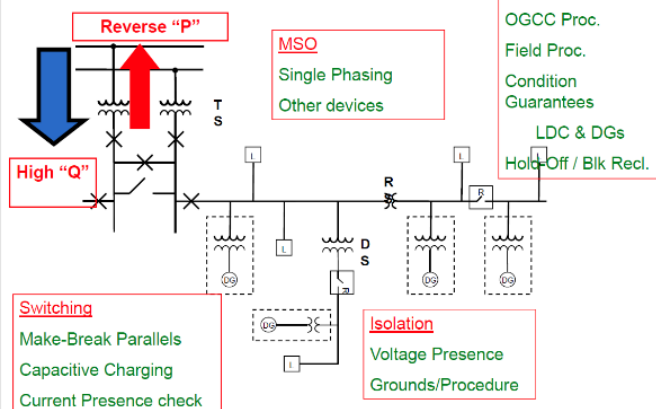 Reverse “P”
High “Q”
MSO
Single Phasing
Other devices
OGCC Proc.
Field Proc.
Condition
Guarantees
LDC & DGs
Hold-Off / Blk Recl.
T
S
L
L
L
R
R
L
D
S
R
DG
DG
DG
DG
L
Switching
Make-Break Parallels
Capacitive Charging
Current Presence check
Isolation
Voltage Presence
Grounds/Procedure